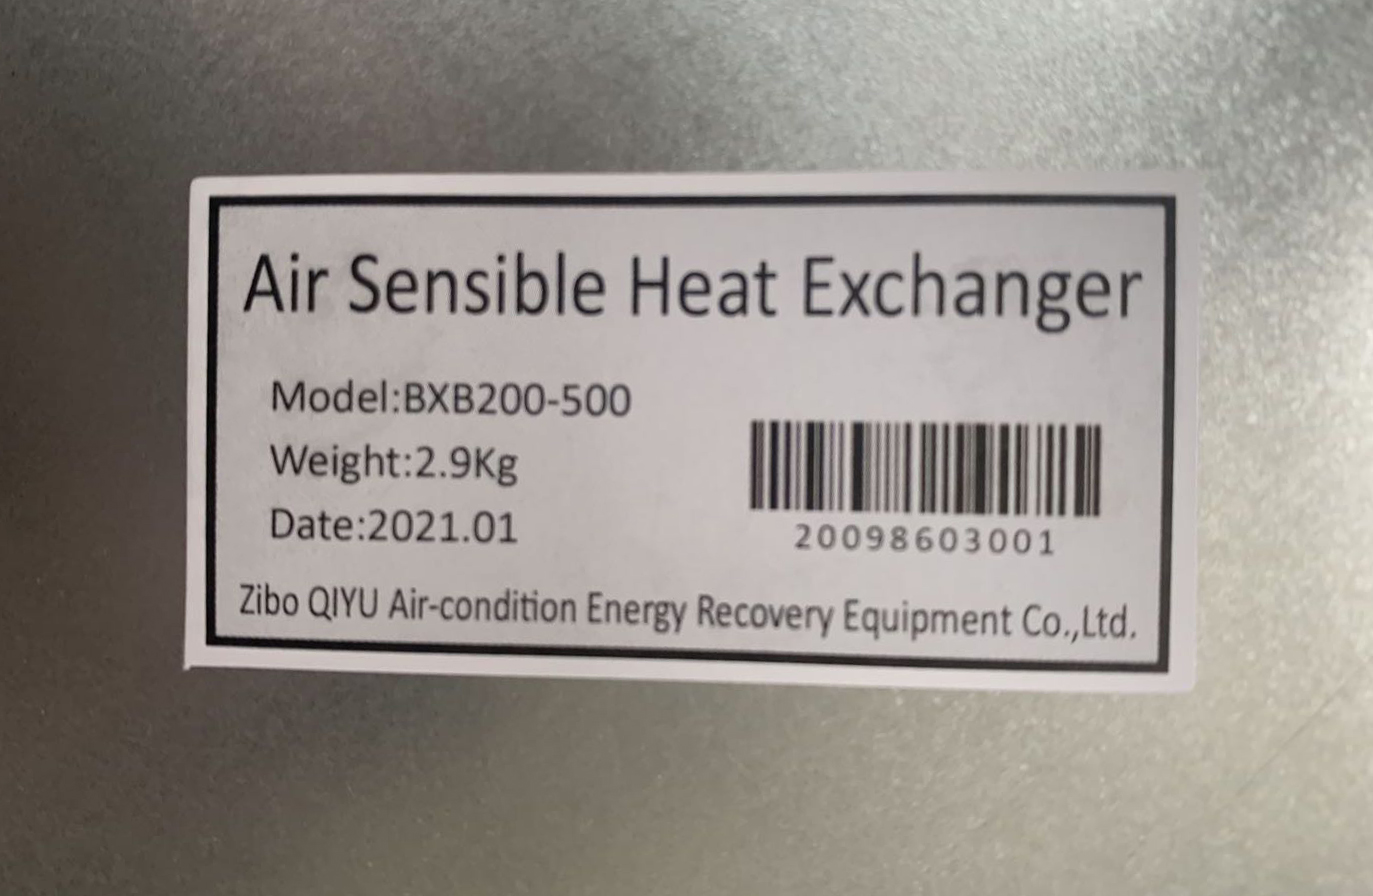 Air Sensible Heat Exchanger
Model:BXB200-500
Weight:2.9Kg
Date:2021.01
20098603001
Zibo QIYU Air-condition Energy Recovery Equipment Co.,Ltd.